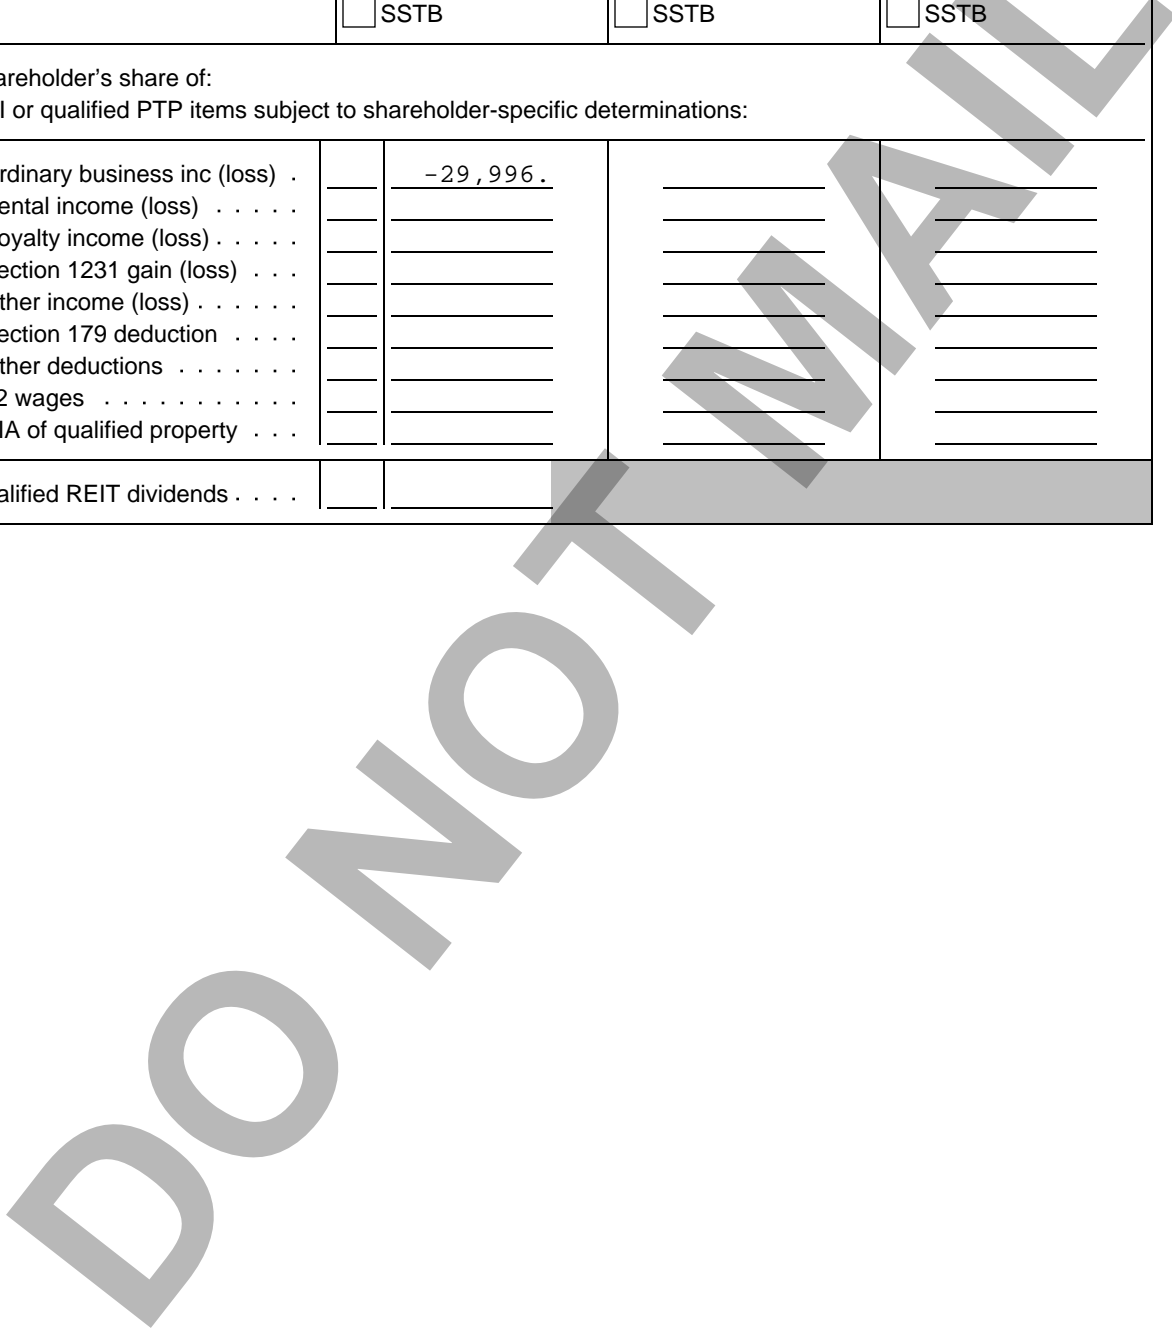 SSTB SSTB SSTB
areholder's share of:
I or qualified PTP items subject to shareholder-specific determinations:
rdinary business inc (loss) . -29,996.
ental income (loss) . . . . .
oyalty income (loss) . . . . .
ection 1231 gain (loss) . . .
ther income (loss) . . . . . .
ection 179 deduction . . . .
ther deductions . . . . . . .
2 wages . . . . . . . . . . .
IA of qualified property . . .
alified REIT dividends . . . .
DO NOT MAIL